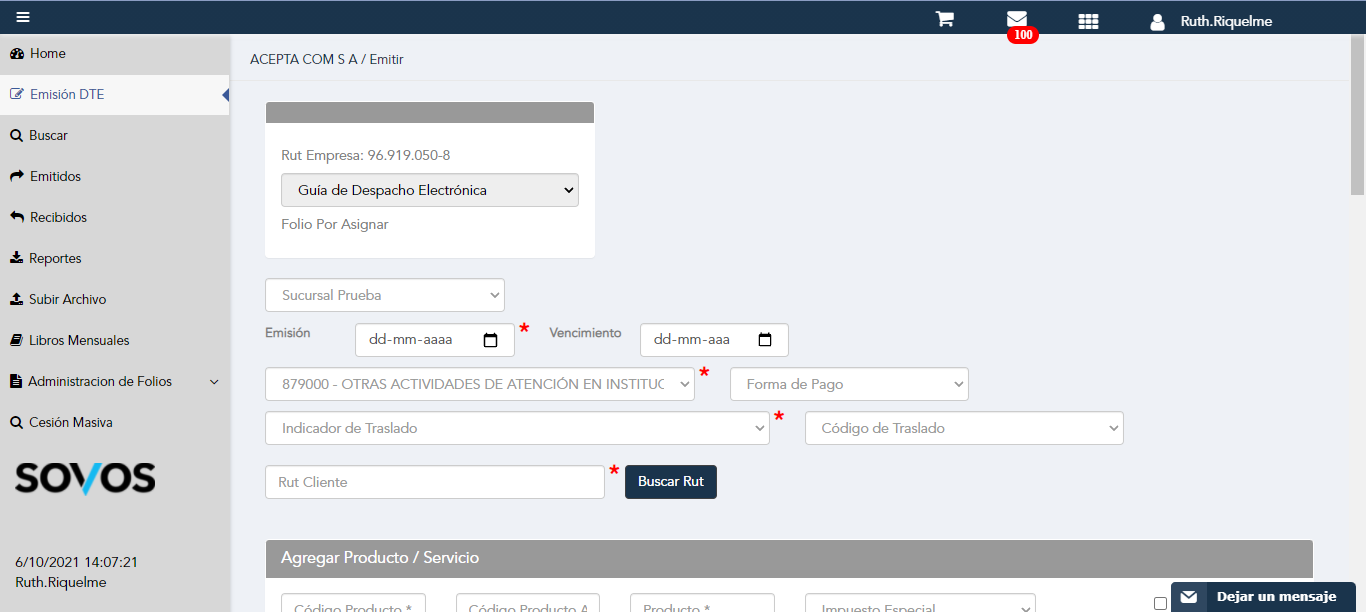 100
Ruth.Riquelme
Home
Emisión DTE
Buscar
Emitidos
Recibidos
Reportes
Subir Archivo
Libros Mensuales
Administracion de Folios
Cesión Masiva
SOVOS
6/10/2021 14:07:21
Ruth.Riquelme
ACEPTA COM S A / Emitir
Rut Empresa: 96.919.050-8
Guía de Despacho Electrónica
Folio Por Asignar
Sucursal Prueba
Emisión dd-mm-aaaa * Vencimiento dd-mm-aaa
879000 - OTRAS ACTIVIDADES DE ATENCIÓN EN INSTITUC * Forma de Pago
Indicador de Traslado * Código de Traslado
Rut Cliente * Buscar Rut
Agregar Producto / Servicio
Código Producto * Código Producto A Producto * Impuesto Especial
Dejar un mensaje